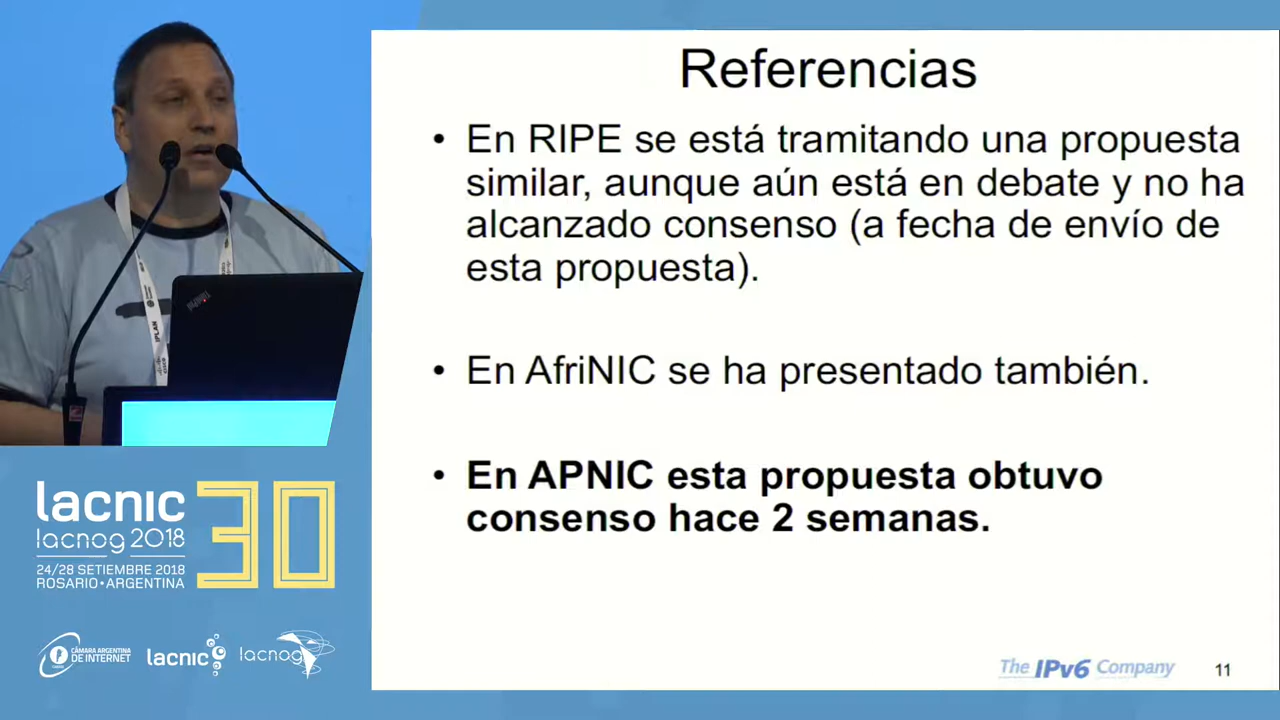 Referencias
• En RIPE se está tramitando una propuesta
similar, aunque aún está en debate y no ha
alcanzado consenso (a fecha de envío de
esta propuesta).
• En AfriNIC se ha presentado también.
• En APNIC esta propuesta obtuvo
consenso hace 2 semanas.
The IPv6 Company
11
ThinkPad
IPLAN
lacnic
lacnog 2018
30
24/28 SETIEMBRE 2018
ROSARIO•ARGENTINA
CÁMARA ARGENTINA
DE INTERNET
lacnic
lacnog